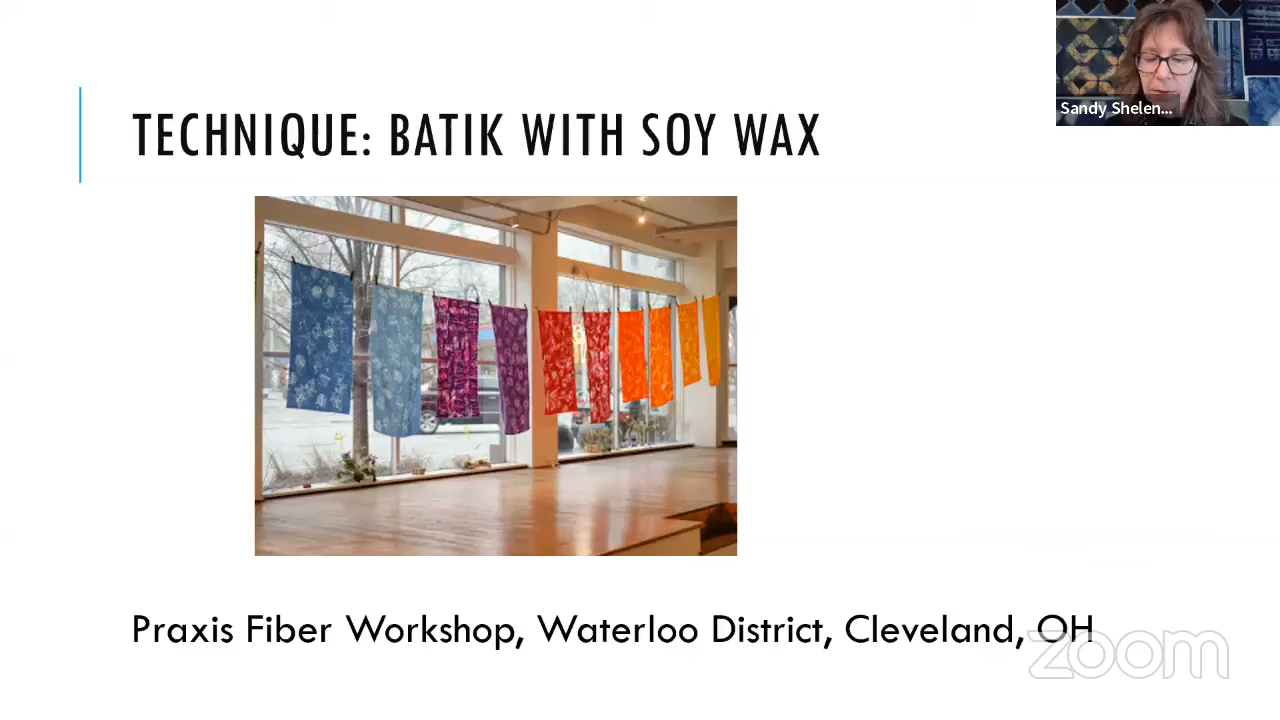 TECHNIQUE: BATIK WITH SOY WAX
Sandy Shelen...
Praxis Fiber Workshop, Waterloo District, Cleveland, OH
zoom